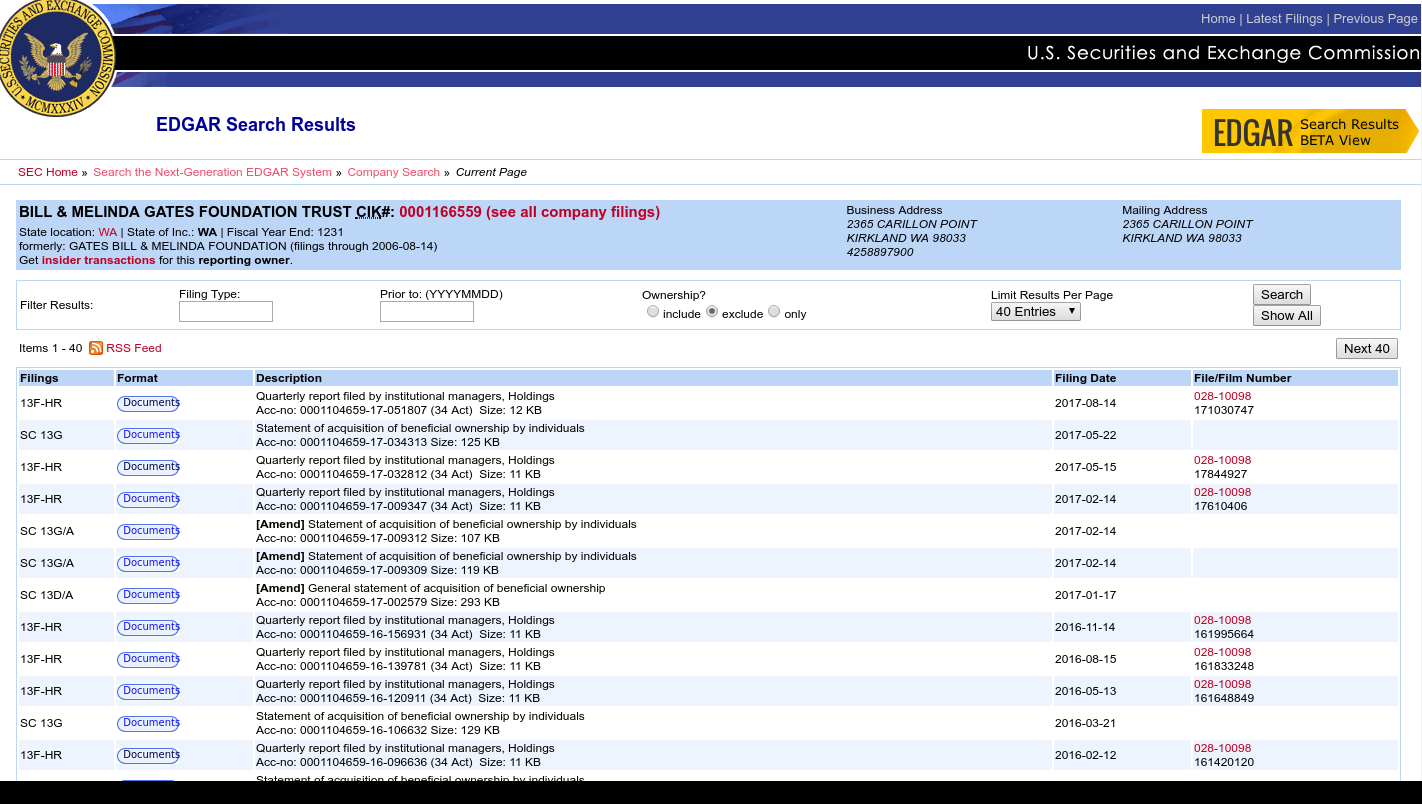 Home | Latest Filings | Previous Page
U.S. SECURITIES AND EXCHANGE COMMISSION
MCMXXXIV
U.S. Securities and Exchange Commission
EDGAR Search Results
EDGAR Search Results
BETA View
SEC Home » Search the Next-Generation EDGAR System » Company Search » Current Page
BILL & MELINDA GATES FOUNDATION TRUST CIK#: 0001166559 (see all company filings)
State location: WA | State of Inc.: WA | Fiscal Year End: 1231
formerly: GATES BILL & MELINDA FOUNDATION (filings through 2006-08-14)
Get insider transactions for this reporting owner.
Business Address
2365 CARILLON POINT
KIRKLAND WA 98033
4258897900
Mailing Address
2365 CARILLON POINT
KIRKLAND WA 98033
Filter Results:
Filing Type:
Prior to: (YYYYMMDD)
Ownership?
include exclude only
Limit Results Per Page
40 Entries
Search
Show All
Items 1 - 40 RSS Feed
Next 40
Filings Format Description Filing Date File/Film Number
13F-HR Documents Quarterly report filed by institutional managers, Holdings 2017-08-14 028-10098
Acc-no: 0001104659-17-051807 (34 Act) Size: 12 KB 171030747
SC 13G Documents Statement of acquisition of beneficial ownership by individuals 2017-05-22
Acc-no: 0001104659-17-034313 Size: 125 KB
13F-HR Documents Quarterly report filed by institutional managers, Holdings 2017-05-15 028-10098
Acc-no: 0001104659-17-032812 (34 Act) Size: 11 KB 17844927
13F-HR Documents Quarterly report filed by institutional managers, Holdings 2017-02-14 028-10098
Acc-no: 0001104659-17-009347 (34 Act) Size: 11 KB 17610406
SC 13G/A Documents [Amend] Statement of acquisition of beneficial ownership by individuals 2017-02-14
Acc-no: 0001104659-17-009312 Size: 107 KB
SC 13G/A Documents [Amend] Statement of acquisition of beneficial ownership by individuals 2017-02-14
Acc-no: 0001104659-17-009309 Size: 119 KB
SC 13D/A Documents [Amend] General statement of acquisition of beneficial ownership 2017-01-17
Acc-no: 0001104659-17-002579 Size: 293 KB
13F-HR Documents Quarterly report filed by institutional managers, Holdings 2016-11-14 028-10098
Acc-no: 0001104659-16-156931 (34 Act) Size: 11 KB 161995664
13F-HR Documents Quarterly report filed by institutional managers, Holdings 2016-08-15 028-10098
Acc-no: 0001104659-16-139781 (34 Act) Size: 11 KB 161833248
13F-HR Documents Quarterly report filed by institutional managers, Holdings 2016-05-13 028-10098
Acc-no: 0001104659-16-120911 (34 Act) Size: 11 KB 161648849
SC 13G Documents Statement of acquisition of beneficial ownership by individuals 2016-03-21
Acc-no: 0001104659-16-106632 Size: 129 KB
13F-HR Documents Quarterly report filed by institutional managers, Holdings 2016-02-12 028-10098
Acc-no: 0001104659-16-096636 (34 Act) Size: 11 KB 161420120
Statement of acquisition of beneficial ownership by individuals